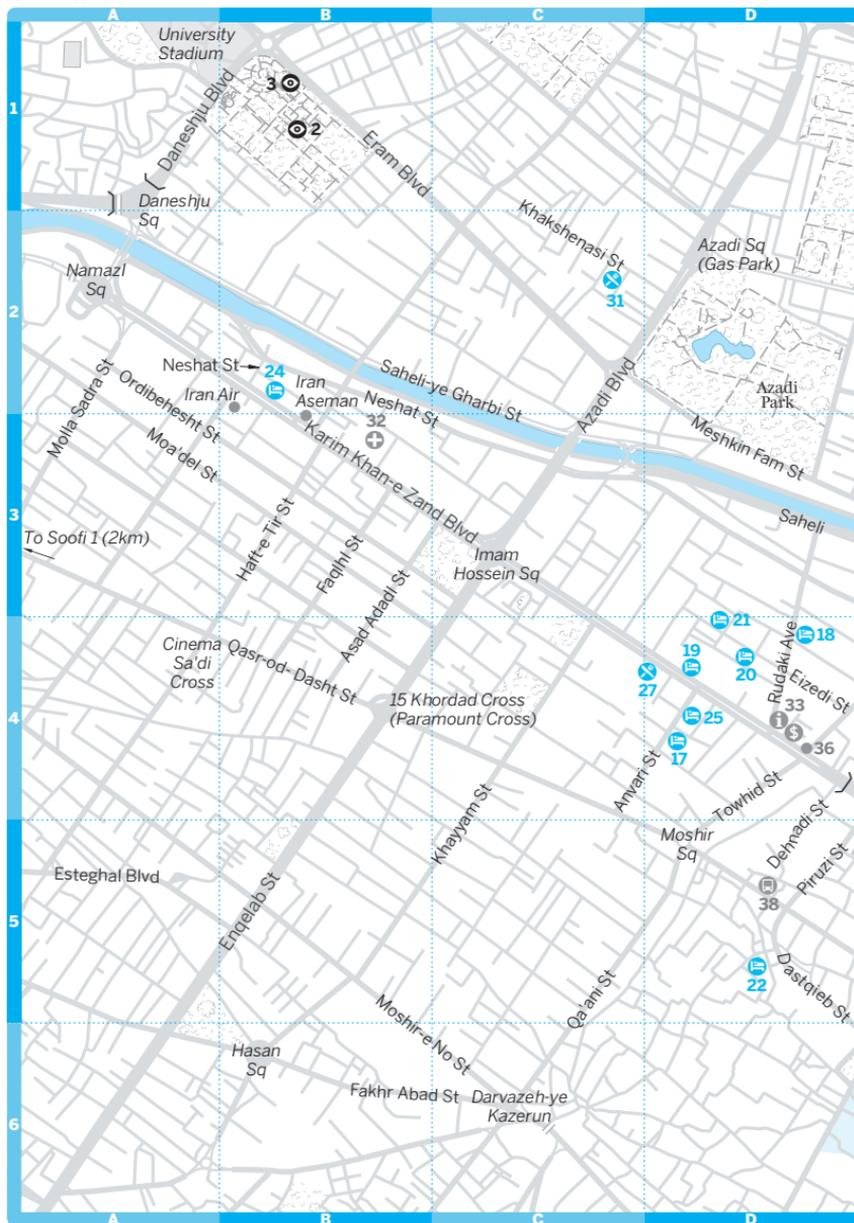 A
B
C
D
University
Stadium
3
1
2
Daneshju Blvd
Eram Blvd
Daneshju
Sq
Khakshenasi St
Azadi Sq
(Gas Park)
Namazl
Sq
31
2
Neshat St
24
Saheli-ye Gharbi St
Azadi Blvd
Iran
Aseman
Iran Air
Neshat St
Azadi
Park
Molla Sadra St
Ordibehesht St
32
Moa'del St
Karim Khan-e Zand Blvd
Meshkin Fam St
3
Saheli
To Soofi 1 (2km)
Haft-e Tir St
Faqlhl St
Imam
Hossein Sq
Asad Adadi St
21
18
Rudaki Ave
Cinema
Sa'di
Cross
Qasr-od- Dasht St
19
20
27
Eizedi St
15 Khordad Cross
(Paramount Cross)
33
4
25
36
17
Anvari St
Towhid St
Khayyam St
Moshir
Sq
Dehnadi St
Piruzi St
Esteghal Blvd
38
5
Enqelab St
22
Dastqieb St
Moshir-e No St
Qa'ani St
Hasan
Sq
Fakhr Abad St
Darvazeh-ye
Kazerun
6
A
B
C
D